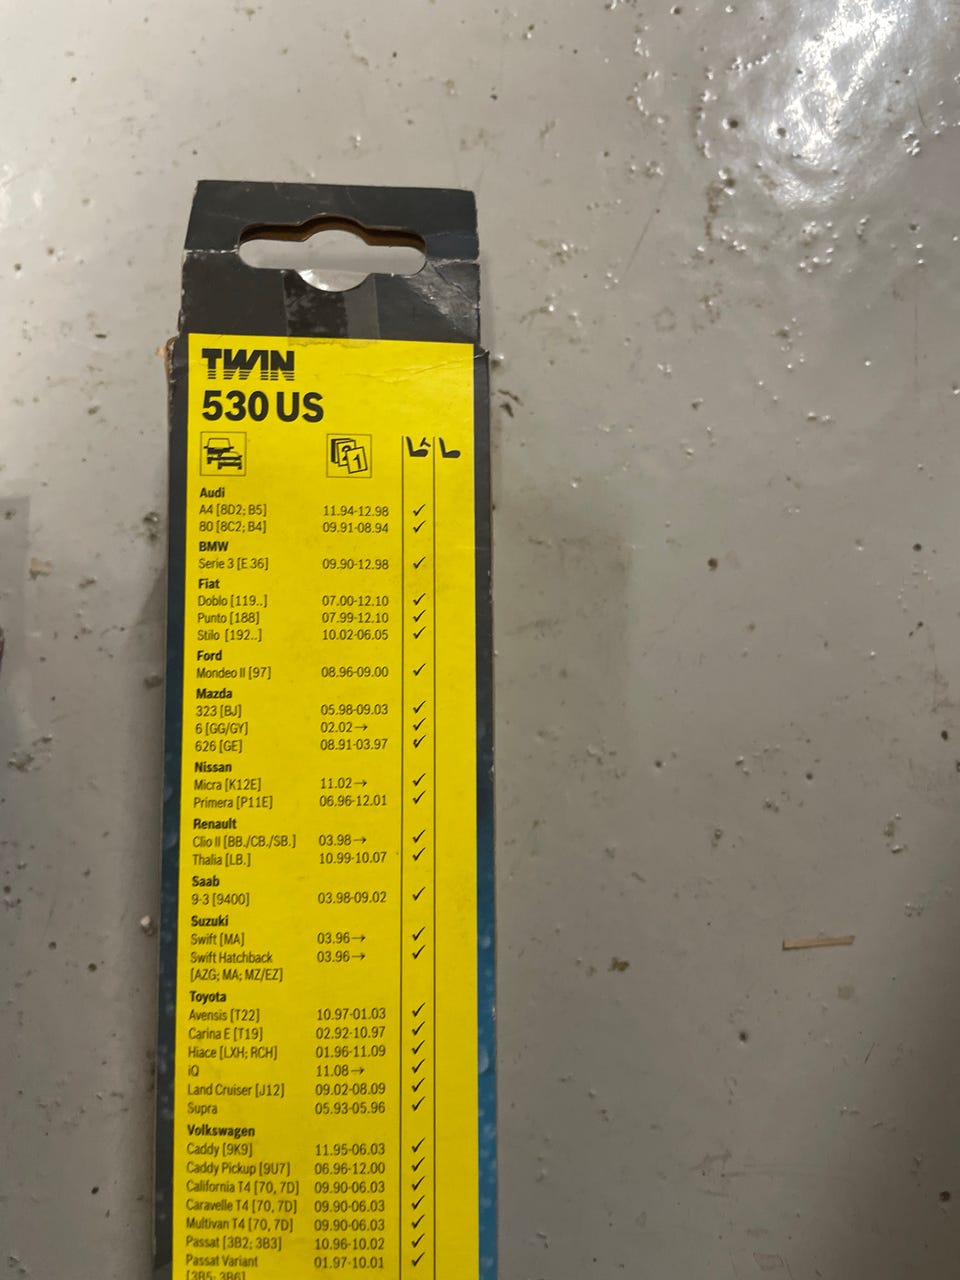 TWIN
530 US
Audi
A4 [8D2; B5] 11.94-12.98 ✓
80 [8C2; B4] 09.91-08.94 ✓
BMW
Serie 3 [E 36] 09.90-12.98 ✓
Fiat
Doblo [119..] 07.00-12.10 ✓
Punto [188] 07.99-12.10 ✓
Stilo [192..] 10.02-06.05 ✓
Ford
Mondeo II [97] 08.96-09.00 ✓
Mazda
323 [BJ] 05.98-09.03 ✓
6 [GG/GY] 02.02→ ✓
626 [GE] 08.91-03.97 ✓
Nissan
Micra [K12E] 11.02→ ✓
Primera [P11E] 06.96-12.01 ✓
Renault
Clio II [BB./CB./SB.] 03.98→ ✓
Thalia [LB.] 10.99-10.07 ✓
Saab
9-3 [9400] 03.98-09.02 ✓
Suzuki
Swift [MA] 03.96→ ✓
Swift Hatchback 03.96→ ✓
[AZG; MA; MZ/EZ]
Toyota
Avensis [T22] 10.97-01.03 ✓
Carina E [T19] 02.92-10.97 ✓
Hiace [LXH; RCH] 01.96-11.09 ✓
iQ 11.08→ ✓
Land Cruiser [J12] 09.02-08.09 ✓
Supra 05.93-05.96 ✓
Volkswagen
Caddy [9K9] 11.95-06.03 ✓
Caddy Pickup [9U7] 06.96-12.00 ✓
California T4 [70, 7D] 09.90-06.03 ✓
Caravelle T4 [70, 7D] 09.90-06.03 ✓
Multivan T4 [70, 7D] 09.90-06.03 ✓
Passat [3B2; 3B3] 10.96-10.02 ✓
Passat Variant 01.97-10.01 ✓
[3B5; 3B6]